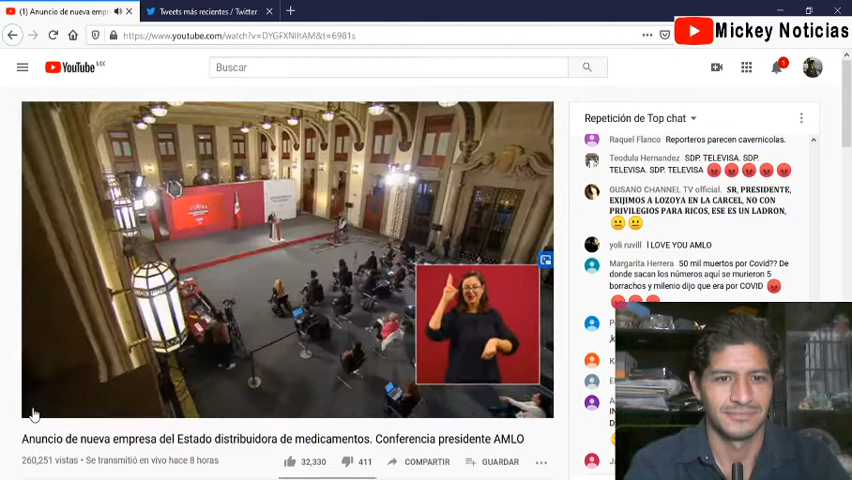 Anuncio de nueva empr
Tweets más recientes / Twitter
Mickey Noticias
https://www.youtube.com/watch?v=DYGFXNIItAM&t=6981s
YouTube MX
Buscar
1
Repetición de Top chat
Raquel Flanco Reporteros parecen cavernicolas.
Teodula Hernandez SDP. TELEVISA. SDP.
TELEVISA. SDP. TELEVISA
GUSANO CHANNEL TV official. SR, PRESIDENTE,
EXIJIMOS A LOZOYA EN LA CARCEL, NO CON
PRIVILEGIOS PARA RICOS, ESE ES UN LADRON,
yoli ruvill I LOVE YOU AMLO
Margarita Herrera 50 mil muertos por Covid?? De
donde sacan los números aquí se murieron 5
borrachos y milenio dijo que era por COVID
Anuncio de nueva empresa del Estado distribuidora de medicamentos. Conferencia presidente AMLO
260,251 vistas • Se transmitió en vivo hace 8 horas
32,330
411
COMPARTIR
GUARDAR